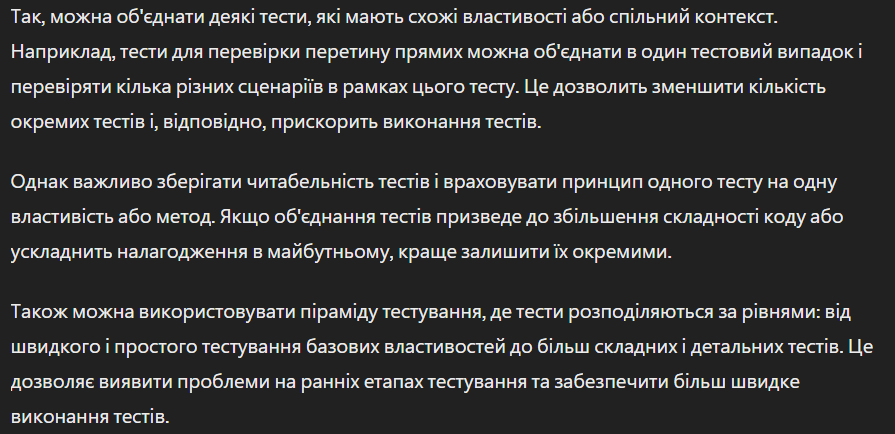 Так, можна об'єднати деякі тести, які мають схожі властивості або спільний контекст.
Наприклад, тести для перевірки перетину прямих можна об'єднати в один тестовий випадок і
перевіряти кілька різних сценаріїв в рамках цього тесту. Це дозволить зменшити кількість
окремих тестів і, відповідно, прискорить виконання тестів.
Однак важливо зберігати читабельність тестів і враховувати принцип одного тесту на одну
властивість або метод. Якщо об'єднання тестів призведе до збільшення складності коду або
ускладнить налагодження в майбутньому, краще залишити їх окремими.
Також можна використовувати піраміду тестування, де тести розподіляються за рівнями: від
швидкого і простого тестування базових властивостей до більш складних і детальних тестів. Це
дозволяє виявити проблеми на ранніх етапах тестування та забезпечити більш швидке
виконання тестів.